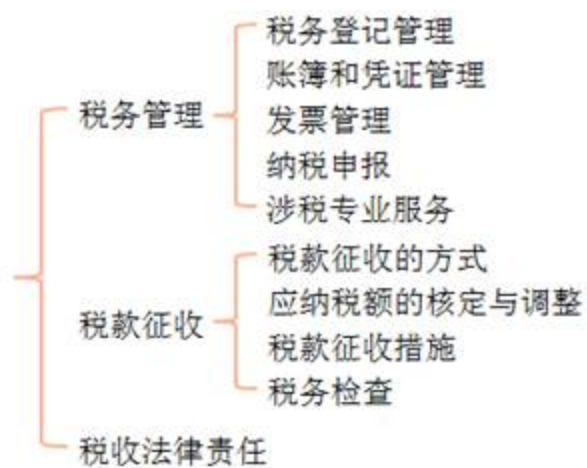 税务管理
税务登记管理
账簿和凭证管理
发票管理
纳税申报
涉税专业服务
税款征收
税款征收的方式
应纳税额的核定与调整
税款征收措施
税务检查
税收法律责任